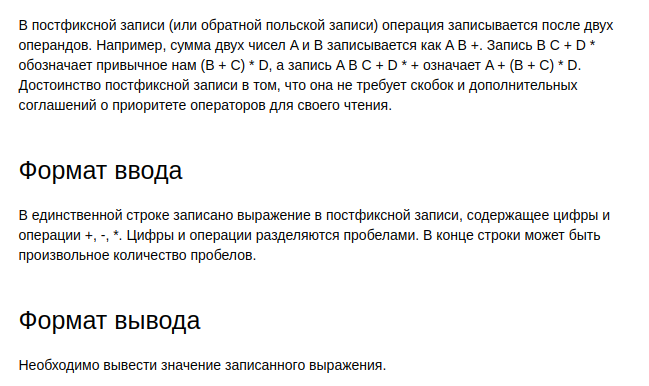 В постфиксной записи (или обратной польской записи) операция записывается после двух
операндов. Например, сумма двух чисел A и B записывается как A B +. Запись B C + D *
обозначает привычное нам (B + C) * D, а запись A B C + D * + означает A + (B + C) * D.
Достоинство постфиксной записи в том, что она не требует скобок и дополнительных
соглашений о приоритете операторов для своего чтения.
Формат ввода
В единственной строке записано выражение в постфиксной записи, содержащее цифры и
операции +, -, *. Цифры и операции разделяются пробелами. В конце строки может быть
произвольное количество пробелов.
Формат вывода
Необходимо вывести значение записанного выражения.